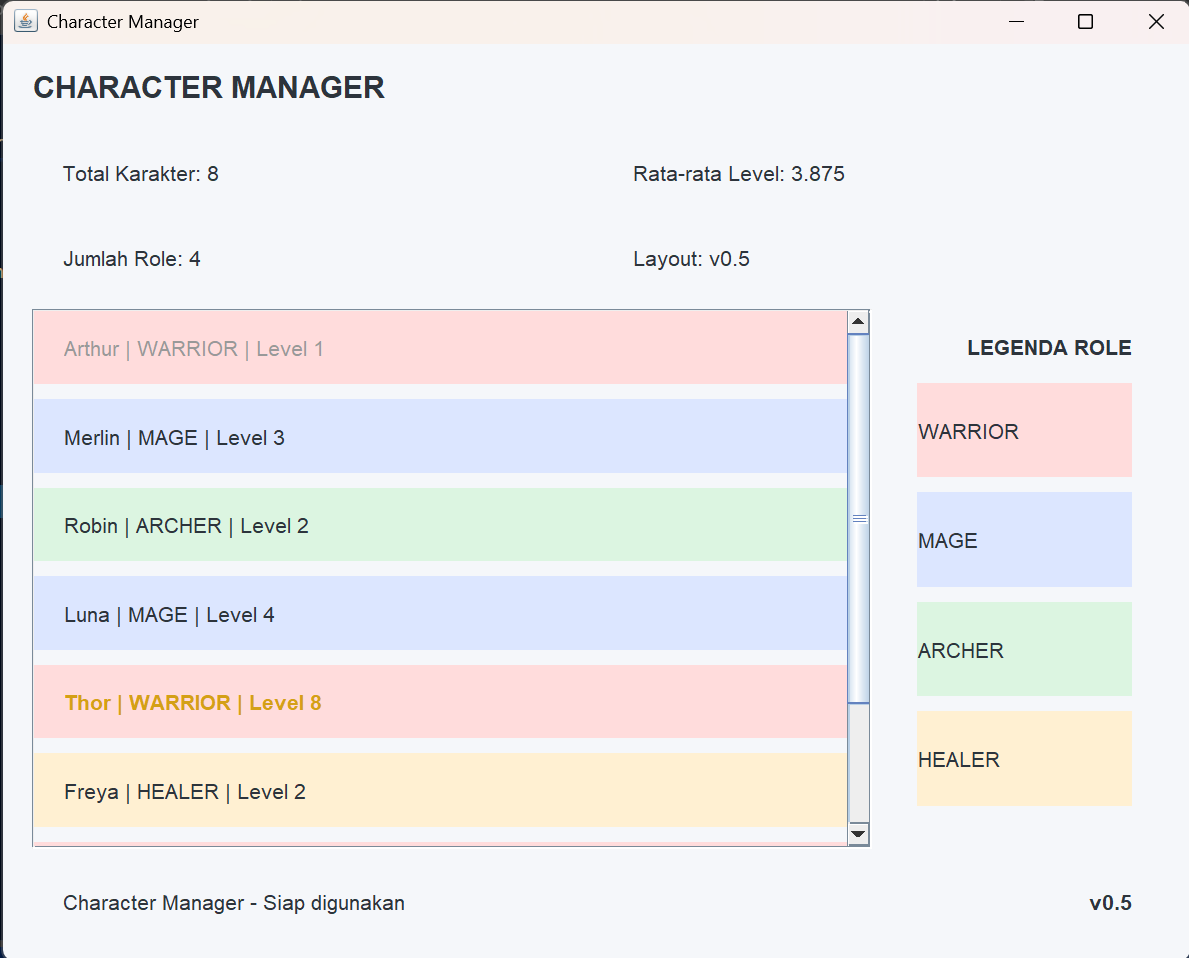 Character Manager
CHARACTER MANAGER
Total Karakter: 8
Rata-rata Level: 3.875
Jumlah Role: 4
Layout: v0.5
Arthur | WARRIOR | Level 1
Merlin | MAGE | Level 3
Robin | ARCHER | Level 2
Luna | MAGE | Level 4
Thor | WARRIOR | Level 8
Freya | HEALER | Level 2
LEGENDA ROLE
WARRIOR
MAGE
ARCHER
HEALER
Character Manager - Siap digunakan
v0.5